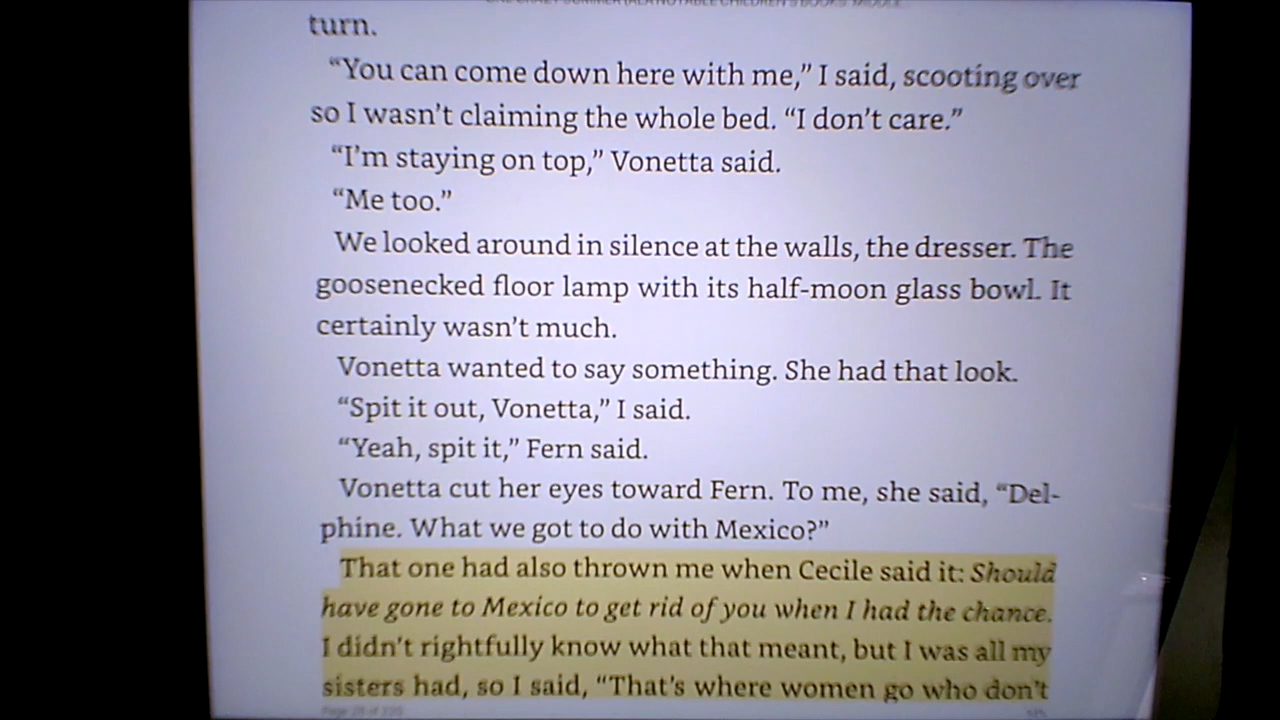 turn.
“You can come down here with me,” I said, scooting over
so I wasn’t claiming the whole bed. “I don’t care.”
“I’m staying on top,” Vonetta said.
“Me too.”
We looked around in silence at the walls, the dresser. The
goosenecked floor lamp with its half-moon glass bowl. It
certainly wasn’t much.
Vonetta wanted to say something. She had that look.
“Spit it out, Vonetta,” I said.
“Yeah, spit it,” Fern said.
Vonetta cut her eyes toward Fern. To me, she said, “Del-
phine. What we got to do with Mexico?”
That one had also thrown me when Cecile said it: Should
have gone to Mexico to get rid of you when I had the chance.
I didn’t rightfully know what that meant, but I was all my
sisters had, so I said, “That’s where women go who don’t